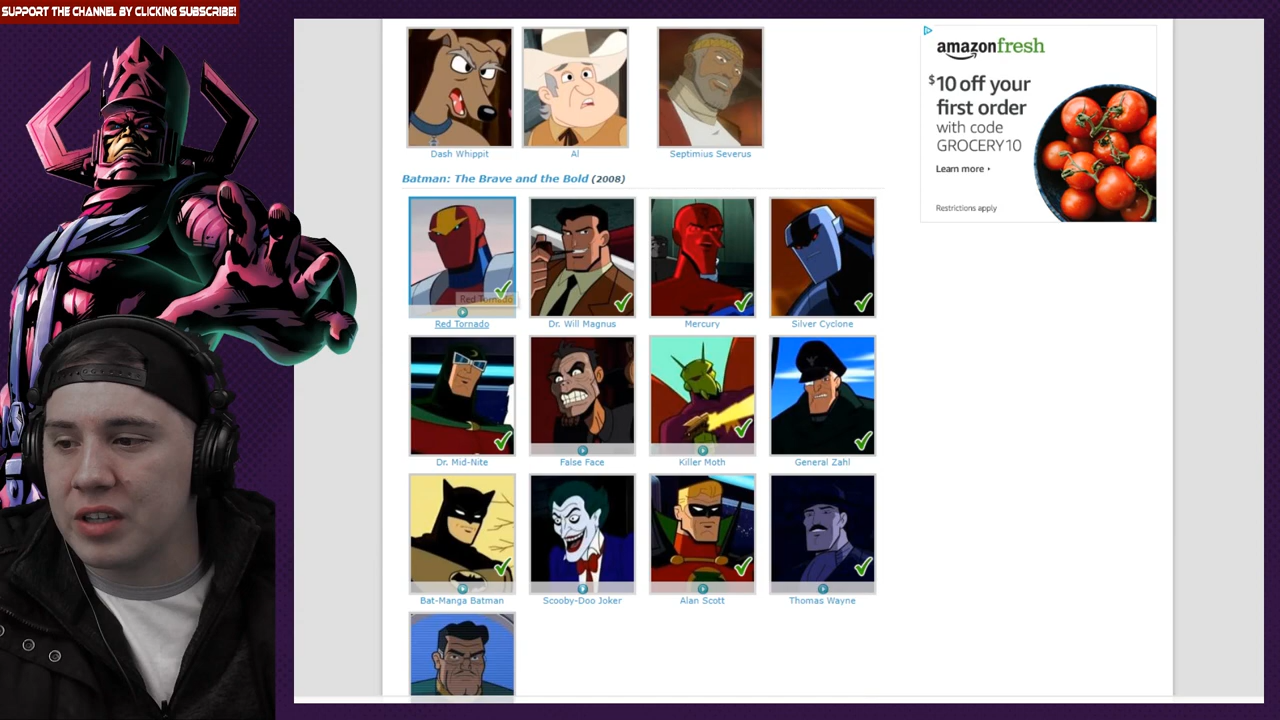 SUPPORT THE CHANNEL BY CLICKING SUBSCRIBE!
Dash Whippit
Al
Septimius Severus
Batman: The Brave and the Bold (2008)
Red Tornado
Red Tornado
Dr. Will Magnus
Mercury
Silver Cyclone
Dr. Mid-Nite
False Face
Killer Moth
General Zahl
Bat-Manga Batman
Scooby-Doo Joker
Alan Scott
Thomas Wayne
amazonfresh
$10 off your
first order
with code
GROCERY10
Learn more
Restrictions apply